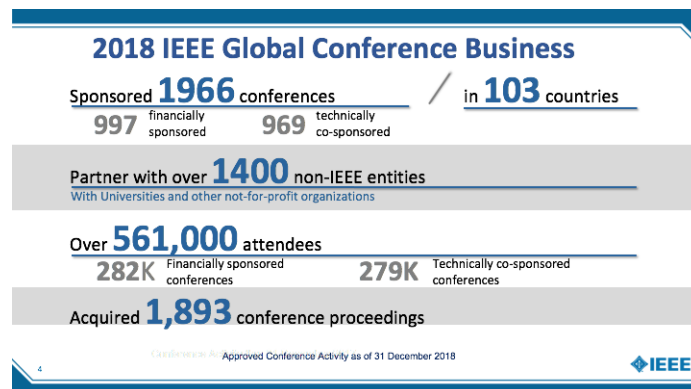 2018 IEEE Global Conference Business
Sponsored 1966 conferences / in 103 countries
997 financially sponsored 969 technically co-sponsored
Partner with over 1400 non-IEEE entities
With Universities and other not-for-profit organizations
Over 561,000 attendees
282K Financially sponsored conferences 279K Technically co-sponsored conferences
Acquired 1,893 conference proceedings
Approved Conference Activity as of 31 December 2018
4
IEEE